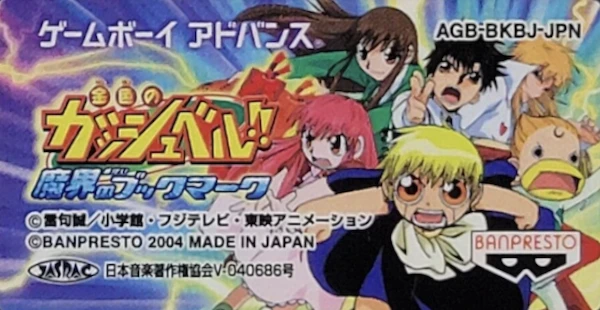 ゲームボーイ アドバンス
AGB-BKBJ-JPN
金色の
ガッシュベル!!
魔界のブックマーク
©雷句誠／小学館・フジテレビ・東映アニメーション
©BANPRESTO 2004 MADE IN JAPAN
JASRAC
日本音楽著作権協会V-040686号
BANPRESTO